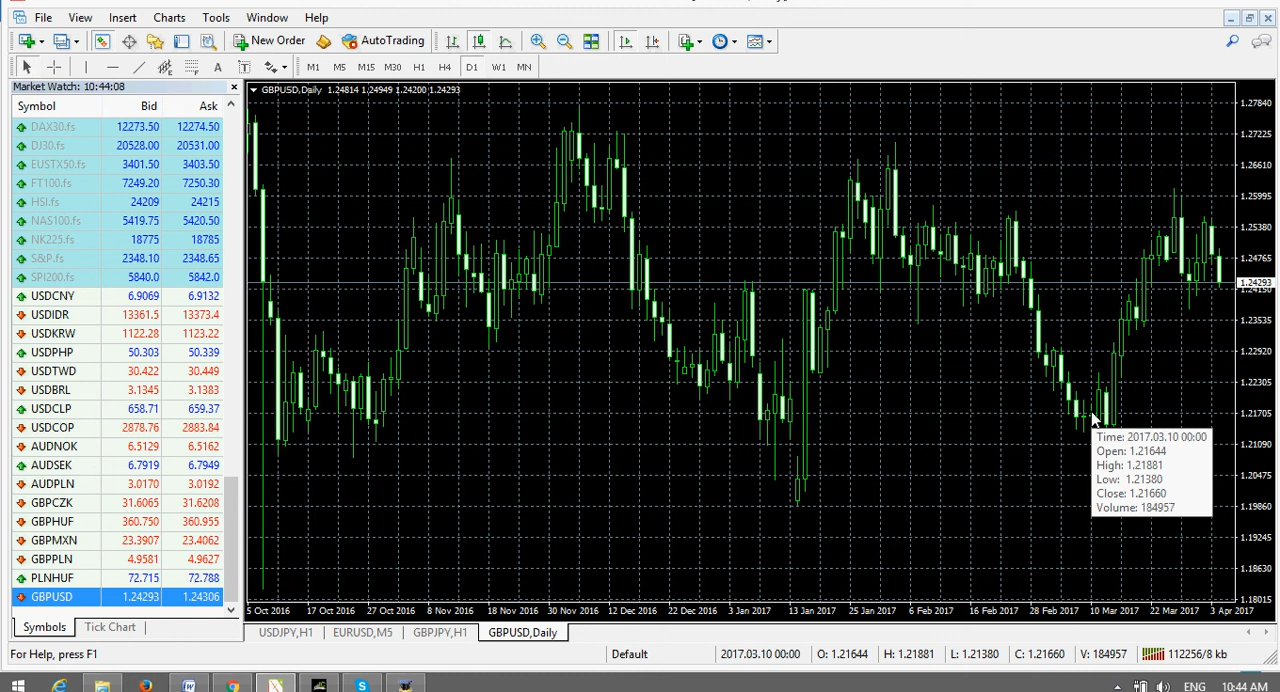 File View Insert Charts Tools Window Help
New Order AutoTrading
A T M1 M5 M15 M30 H1 H4 D1 W1 MN
Market Watch: 10:44:08
Symbol Bid Ask
DAX30.fs 12273.50 12274.50
DJ30.fs 20528.00 20531.00
EUSTX50.fs 3401.50 3403.50
FT100.fs 7249.20 7250.30
HSI.fs 24209 24215
NAS100.fs 5419.75 5420.50
NK225.fs 18775 18785
S&P.fs 2348.10 2348.65
SPI200.fs 5840.0 5842.0
USDCNY 6.9069 6.9132
USDIDR 13361.5 13373.4
USDKRW 1122.28 1123.22
USDPHP 50.303 50.339
USDTWD 30.422 30.449
USDBRL 3.1345 3.1383
USDCLP 658.71 659.37
USDCOP 2878.76 2883.84
AUDNOK 6.5129 6.5162
AUDSEK 6.7919 6.7949
AUDPLN 3.0170 3.0192
GBPCZK 31.6065 31.6208
GBPHUF 360.750 360.955
GBPMXN 23.3907 23.4062
GBPPLN 4.9581 4.9627
PLNHUF 72.715 72.788
GBPUSD 1.24293 1.24306
Symbols Tick Chart
GBPUSD,Daily 1.24814 1.24949 1.24200 1.24293
1.27840
1.27225
1.26610
1.25995
1.25380
1.24765
1.24293
1.24130
1.23535
1.22920
1.22305
1.21705
1.21090
1.20475
1.19860
1.19245
1.18630
1.18015
Time: 2017.03.10 00:00
Open: 1.21644
High: 1.21881
Low: 1.21380
Close: 1.21660
Volume: 184957
5 Oct 2016 17 Oct 2016 27 Oct 2016 8 Nov 2016 18 Nov 2016 30 Nov 2016 12 Dec 2016 22 Dec 2016 3 Jan 2017 13 Jan 2017 25 Jan 2017 6 Feb 2017 16 Feb 2017 28 Feb 2017 10 Mar 2017 22 Mar 2017 3 Apr 2017
USDJPY,H1 EURUSD,M5 GBPJPY,H1 GBPUSD,Daily
For Help, press F1 Default 2017.03.10 00:00 O: 1.21644 H: 1.21881 L: 1.21380 C: 1.21660 V: 184957 112256/8 kb
ENG 10:44 AM